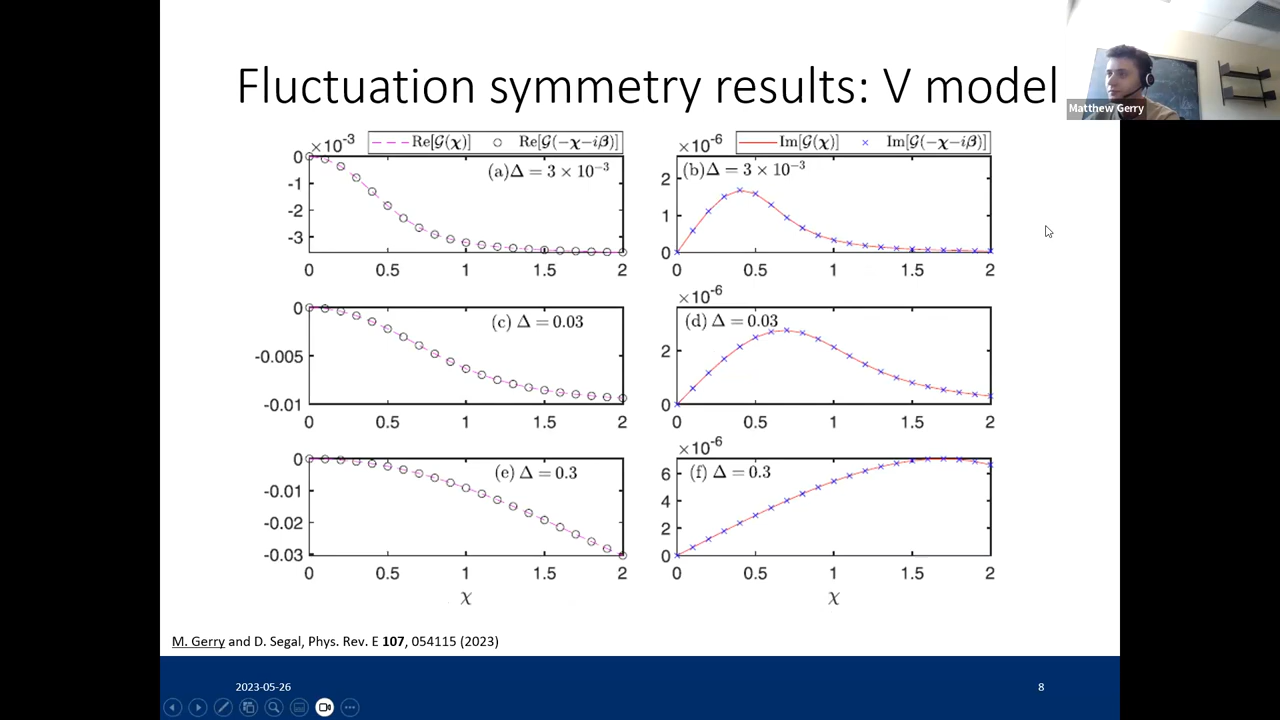 Fluctuation symmetry results: V model
Matthew Gerry
×10⁻³
Re[𝒢(χ)] Re[𝒢(−χ−iβ)]
(a)Δ = 3 × 10⁻³
0
-1
-2
-3
0 0.5 1 1.5 2
×10⁻⁶
Im[𝒢(χ)] Im[𝒢(−χ−iβ)]
(b)Δ = 3 × 10⁻³
2
1
0
0 0.5 1 1.5 2
(c) Δ = 0.03
0
-0.005
-0.01
0 0.5 1 1.5 2
×10⁻⁶
(d) Δ = 0.03
2
0
0 0.5 1 1.5 2
(e) Δ = 0.3
0
-0.01
-0.02
-0.03
0 0.5 1 1.5 2
χ
×10⁻⁶
(f) Δ = 0.3
6
4
2
0
0 0.5 1 1.5 2
χ
M. Gerry and D. Segal, Phys. Rev. E 107, 054115 (2023)
2023-05-26
8